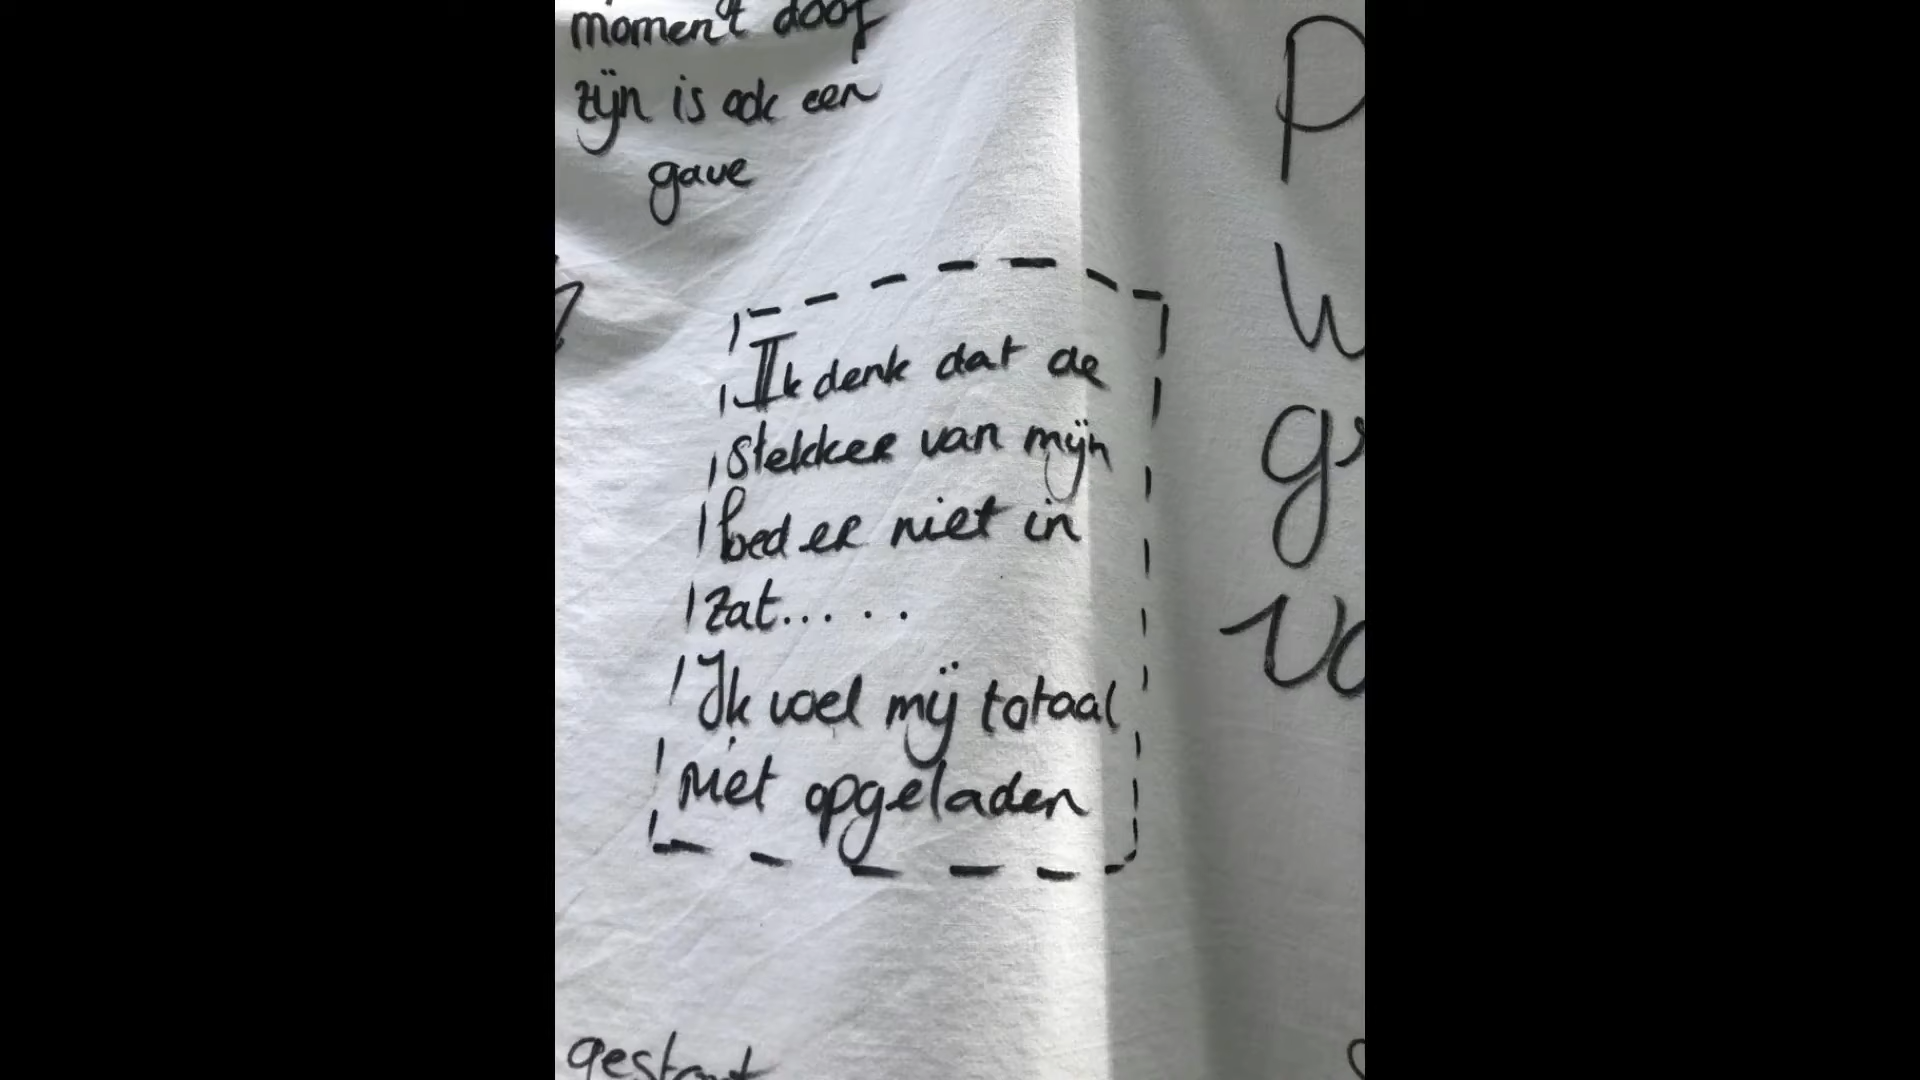 moment doof
zijn is ook een
gave
Ik denk dat de
stekker van mijn
bed er niet in
zat.....
Ik voel mij totaal
niet opgeladen